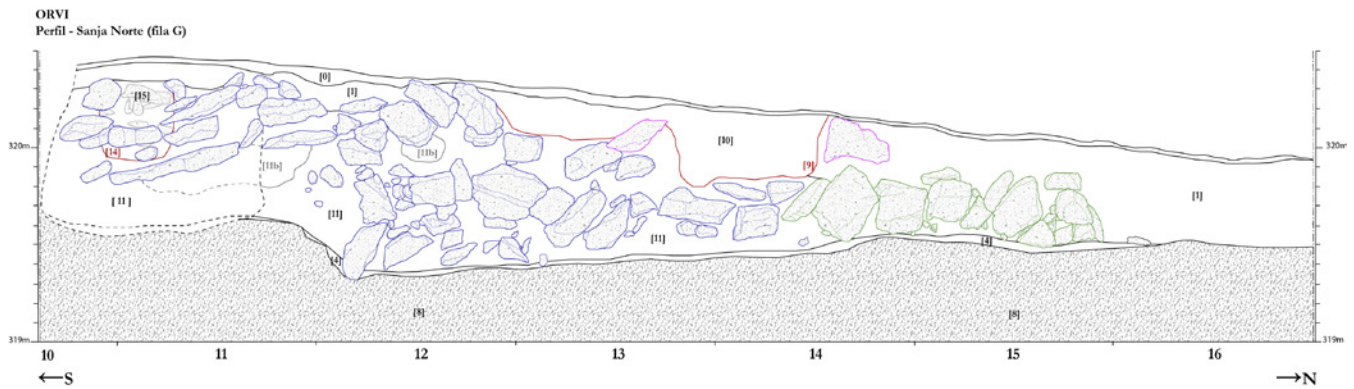 ORVI
Perfil - Sanja Norte (fila G)
[0]
[15]
[1]
[10]
320m
[14]
[11b]
[11b]
[9]
320m
[ 11 ]
[11]
[11]
[1]
[4]
[4]
[8]
[8]
319m
319m
10 11 12 13 14 15 16
←S →N